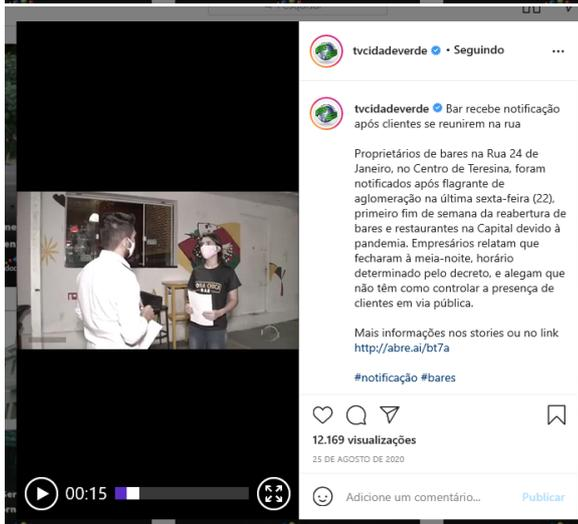 tvcidadeverde • Seguindo
tvcidadeverde Bar recebe notificação
após clientes se reunirem na rua
Proprietários de bares na Rua 24 de
Janeiro, no Centro de Teresina, foram
notificados após flagrante de
aglomeração na última sexta-feira (22),
primeiro fim de semana da reabertura de
bares e restaurantes na Capital devido à
pandemia. Empresários relatam que
fecharam à meia-noite, horário
determinado pelo decreto, e alegam que
não têm como controlar a presença de
clientes em via pública.
Mais informações nos stories ou no link
http://abre.ai/bt7a
#notificação #bares
12.169 visualizações
25 DE AGOSTO DE 2020
00:15
Adicione um comentário... Publicar